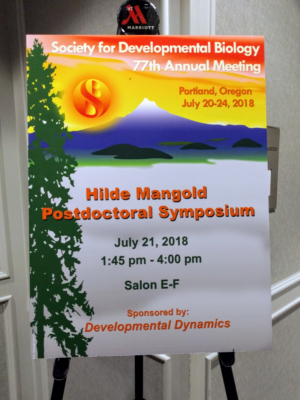 MARRIOTT
Society for Developmental Biology
77th Annual Meeting
Portland, Oregon
July 20-24, 2018
Hilde Mangold
Postdoctoral Symposium
July 21, 2018
1:45 pm - 4:00 pm
Salon E-F
Sponsored by:
Developmental Dynamics